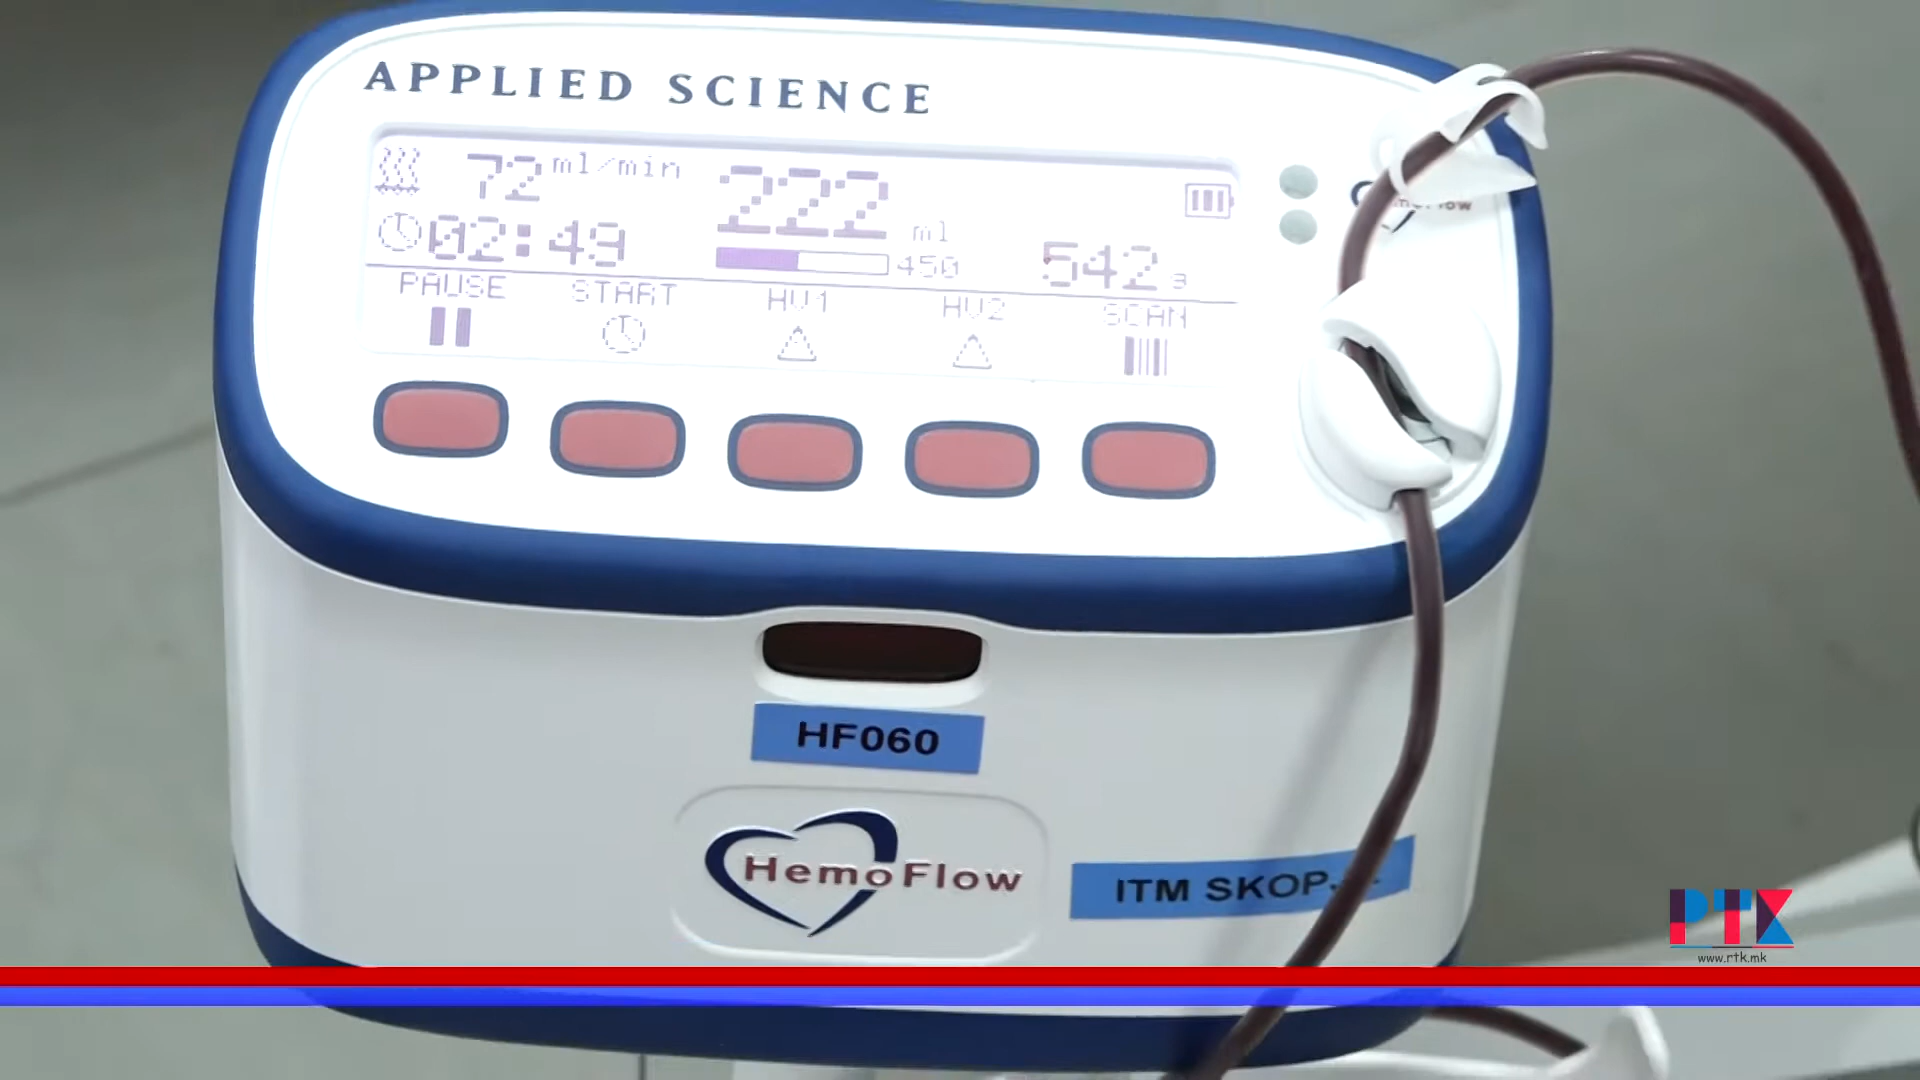 APPLIED SCIENCE
72 ml/min 222 ml
02:49 450 542 g
PAUSE START HV1 HV2 SCAN
HF060
HemoFlow
ITM SKOP
РТК
www.rtk.mk